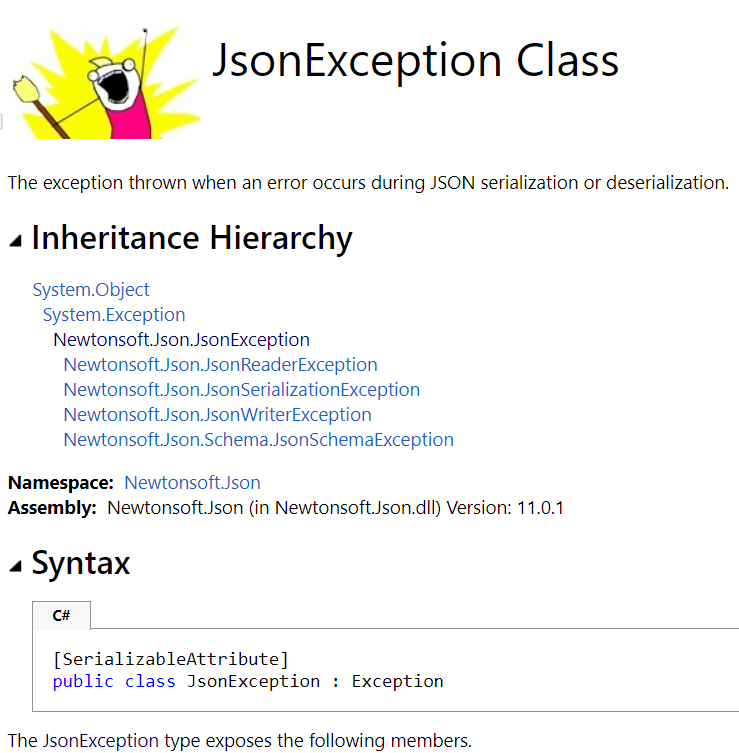 JsonException Class
The exception thrown when an error occurs during JSON serialization or deserialization.
Inheritance Hierarchy
System.Object
System.Exception
Newtonsoft.Json.JsonException
Newtonsoft.Json.JsonReaderException
Newtonsoft.Json.JsonSerializationException
Newtonsoft.Json.JsonWriterException
Newtonsoft.Json.Schema.JsonSchemaException
Namespace: Newtonsoft.Json
Assembly: Newtonsoft.Json (in Newtonsoft.Json.dll) Version: 11.0.1
Syntax
C#
[SerializableAttribute]
public class JsonException : Exception
The JsonException type exposes the following members.